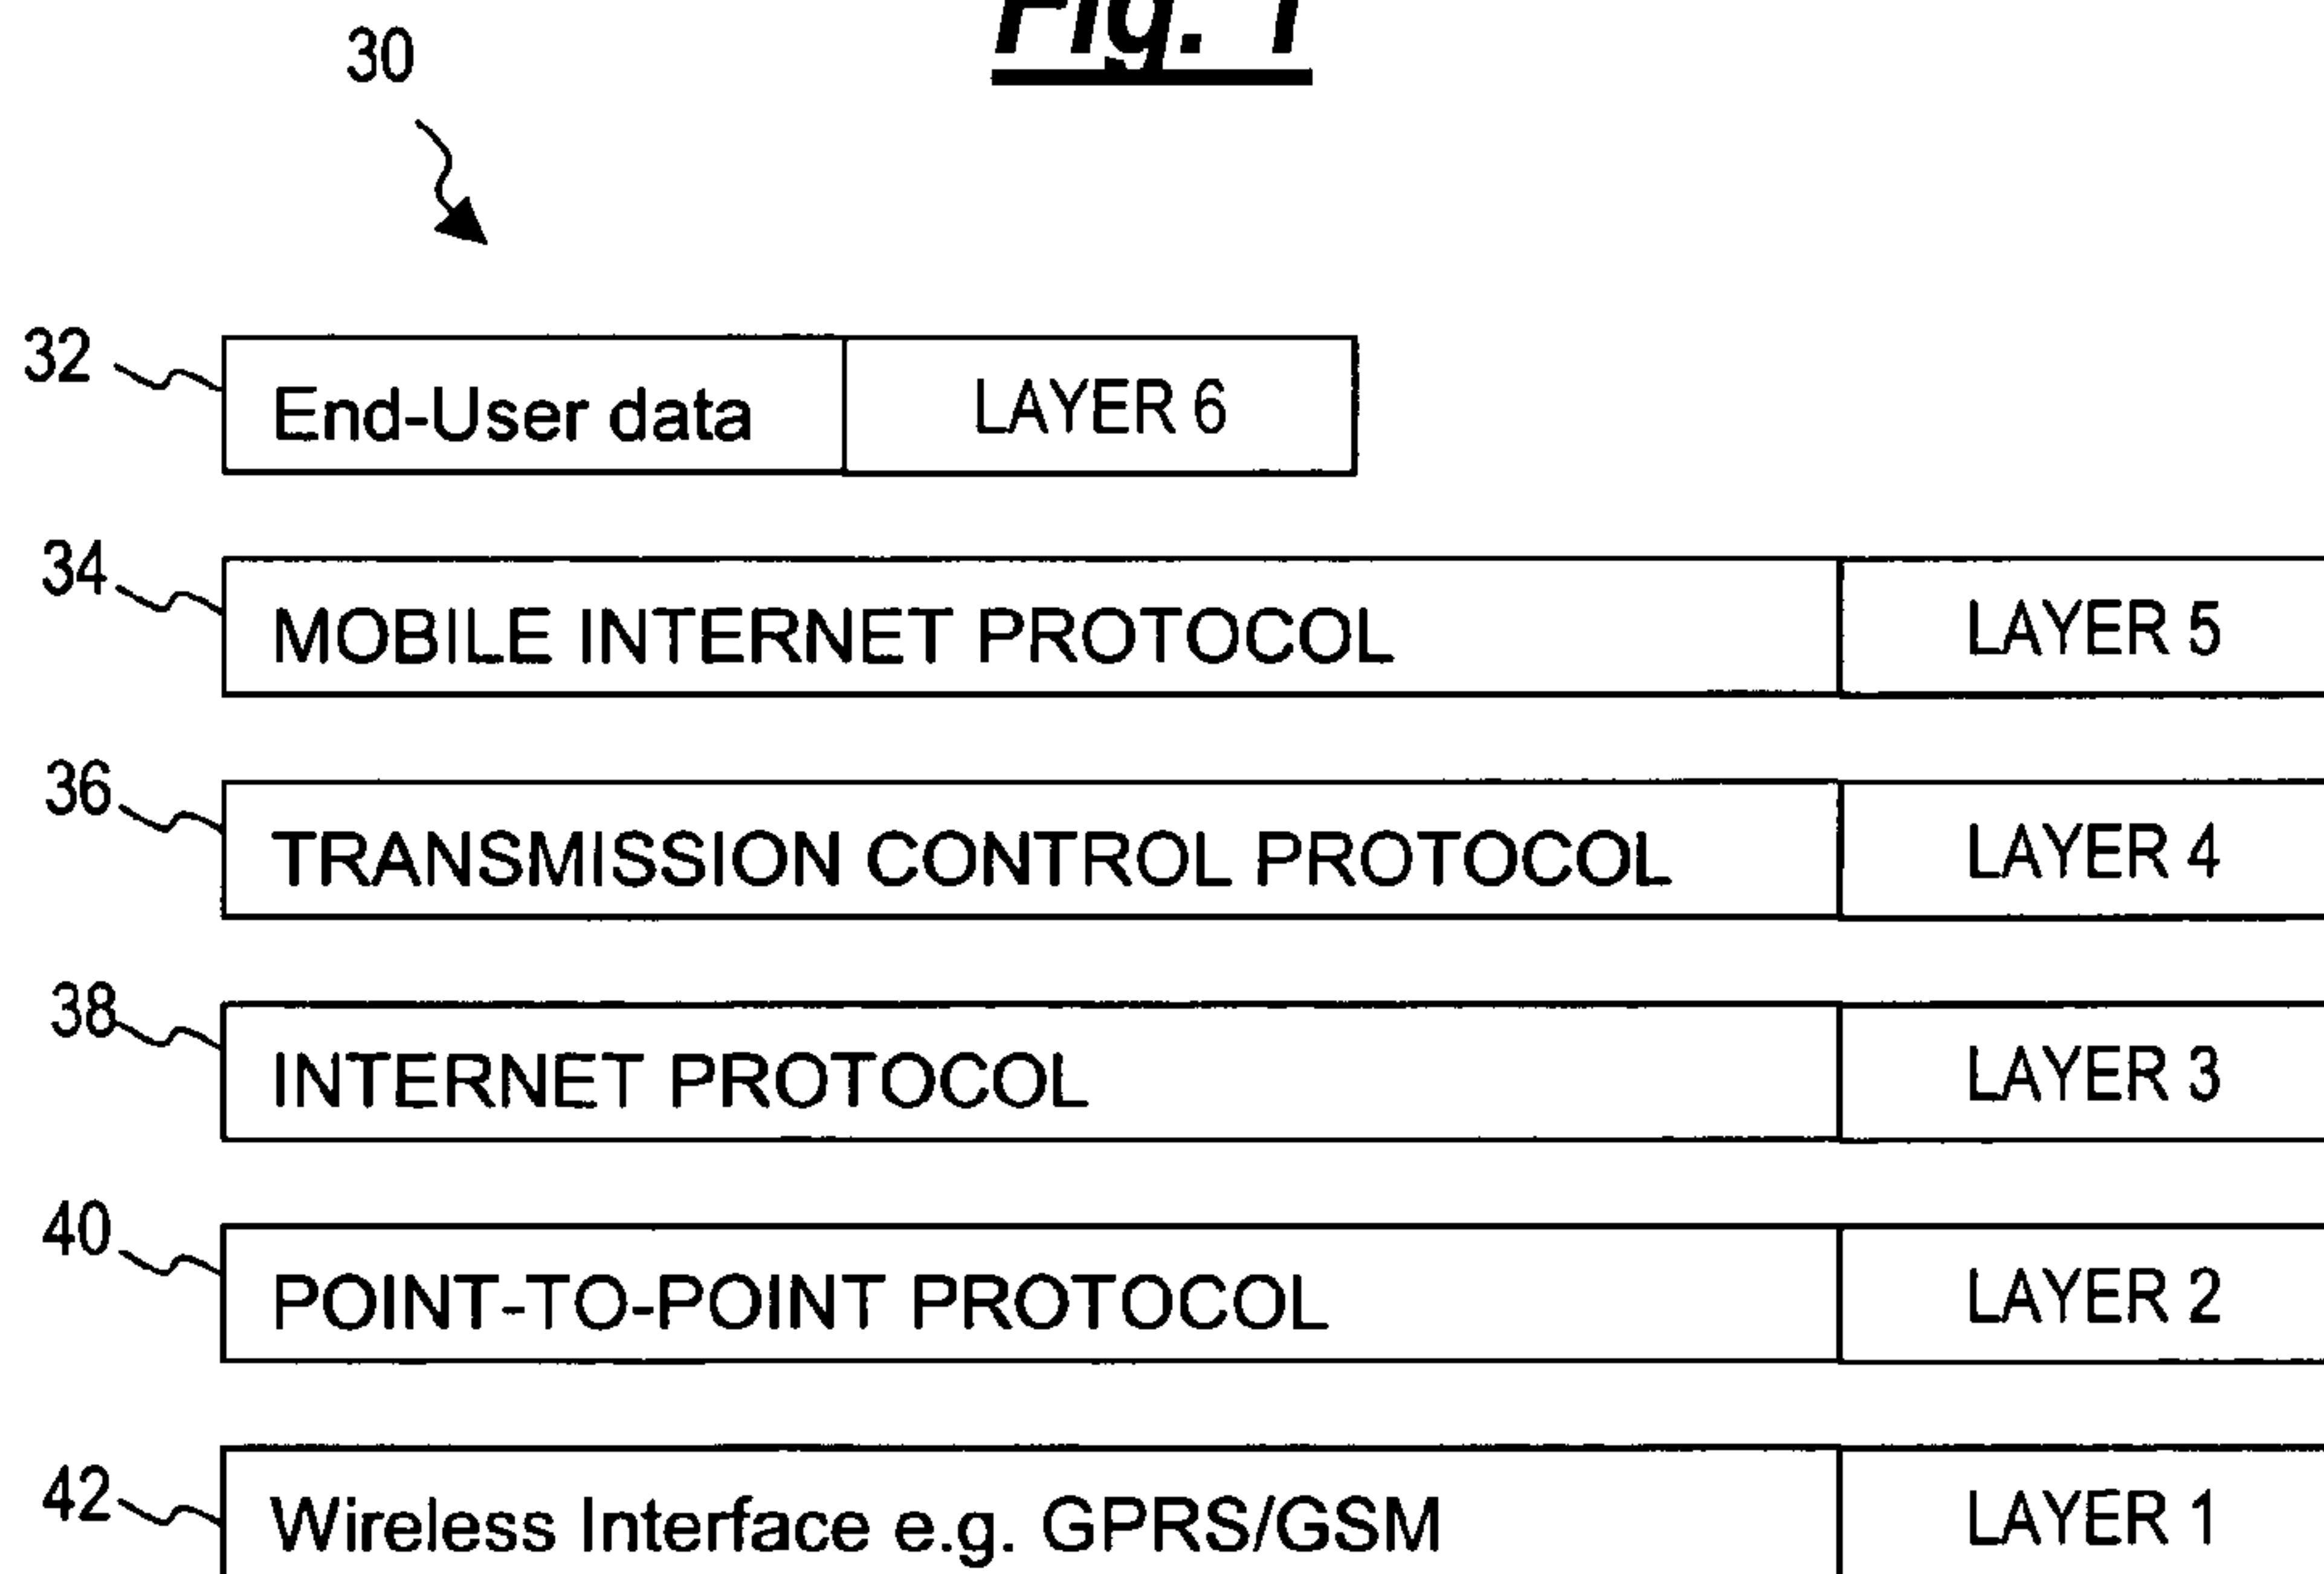 Fig. 1
30
32 End-User data LAYER 6
34 MOBILE INTERNET PROTOCOL LAYER 5
36 TRANSMISSION CONTROL PROTOCOL LAYER 4
38 INTERNET PROTOCOL LAYER 3
40 POINT-TO-POINT PROTOCOL LAYER 2
42 Wireless Interface e.g. GPRS/GSM LAYER 1